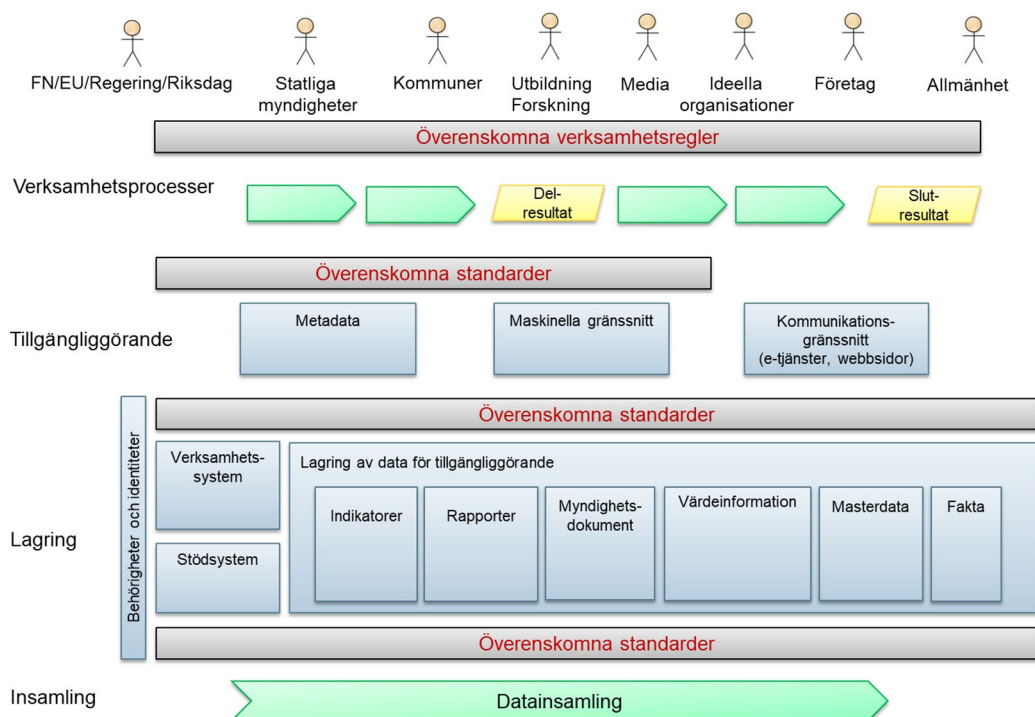 FN/EU/Regering/Riksdag
Statliga
myndigheter
Kommuner
Utbildning
Forskning
Media
Ideella
organisationer
Företag
Allmänhet
Överenskomna verksamhetsregler
Verksamhetsprocesser
Del-
resultat
Slut-
resultat
Överenskomna standarder
Tillgängliggörande
Metadata
Maskinella gränssnitt
Kommunikations-
gränssnitt
(e-tjänster, webbsidor)
Behörigheter och identiteter
Överenskomna standarder
Lagring
Verksamhets-
system
Stödsystem
Lagring av data för tillgängliggörande
Indikatorer
Rapporter
Myndighets-
dokument
Värdeinformation
Masterdata
Fakta
Överenskomna standarder
Insamling
Datainsamling